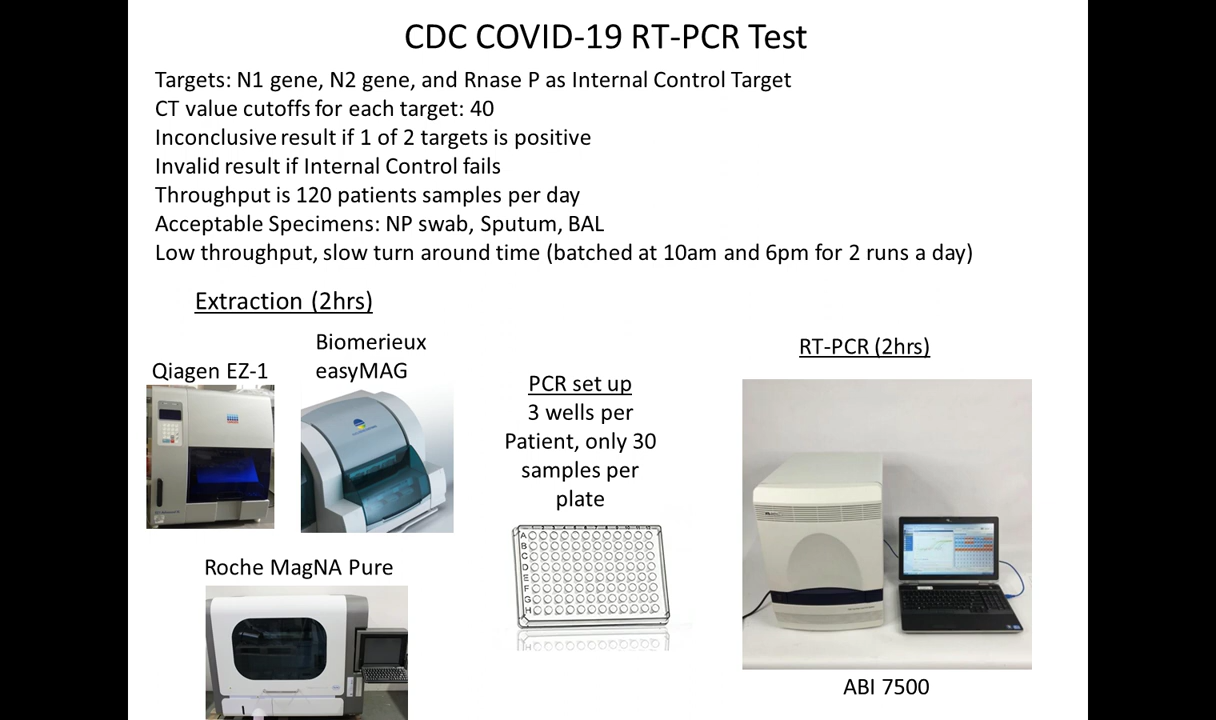 CDC COVID-19 RT-PCR Test
Targets: N1 gene, N2 gene, and Rnase P as Internal Control Target
CT value cutoffs for each target: 40
Inconclusive result if 1 of 2 targets is positive
Invalid result if Internal Control fails
Throughput is 120 patients samples per day
Acceptable Specimens: NP swab, Sputum, BAL
Low throughput, slow turn around time (batched at 10am and 6pm for 2 runs a day)
Extraction (2hrs)
Qiagen EZ-1
Biomerieux
easyMAG
Roche MagNA Pure
PCR set up
3 wells per
Patient, only 30
samples per
plate
A
B
C
D
E
F
G
H
RT-PCR (2hrs)
ABI 7500